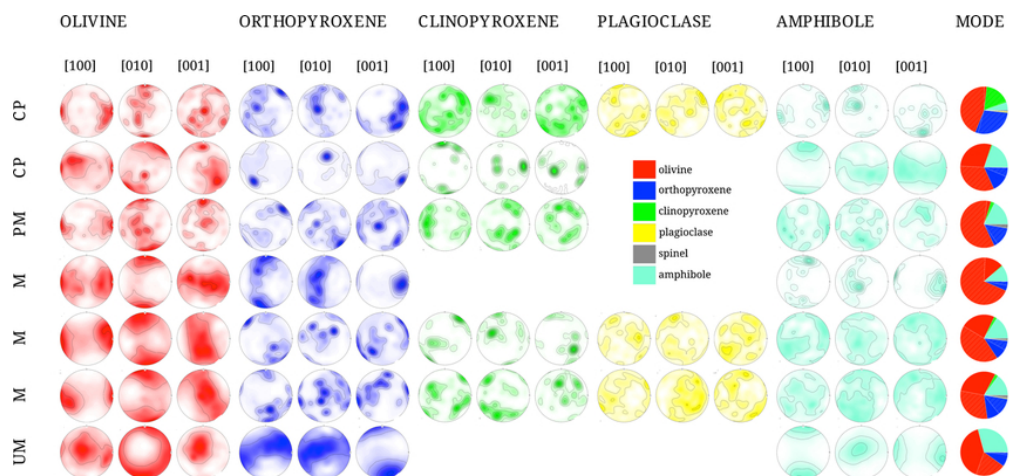 OLIVINE ORTHOPYROXENE CLINOPYROXENE PLAGIOCLASE AMPHIBOLE MODE
[100] [010] [001] [100] [010] [001] [100] [010] [001] [100] [010] [001] [100] [010] [001]
CP
CP
PM
M
M
M
UM
olivine
orthopyroxene
clinopyroxene
plagioclase
spinel
amphibole